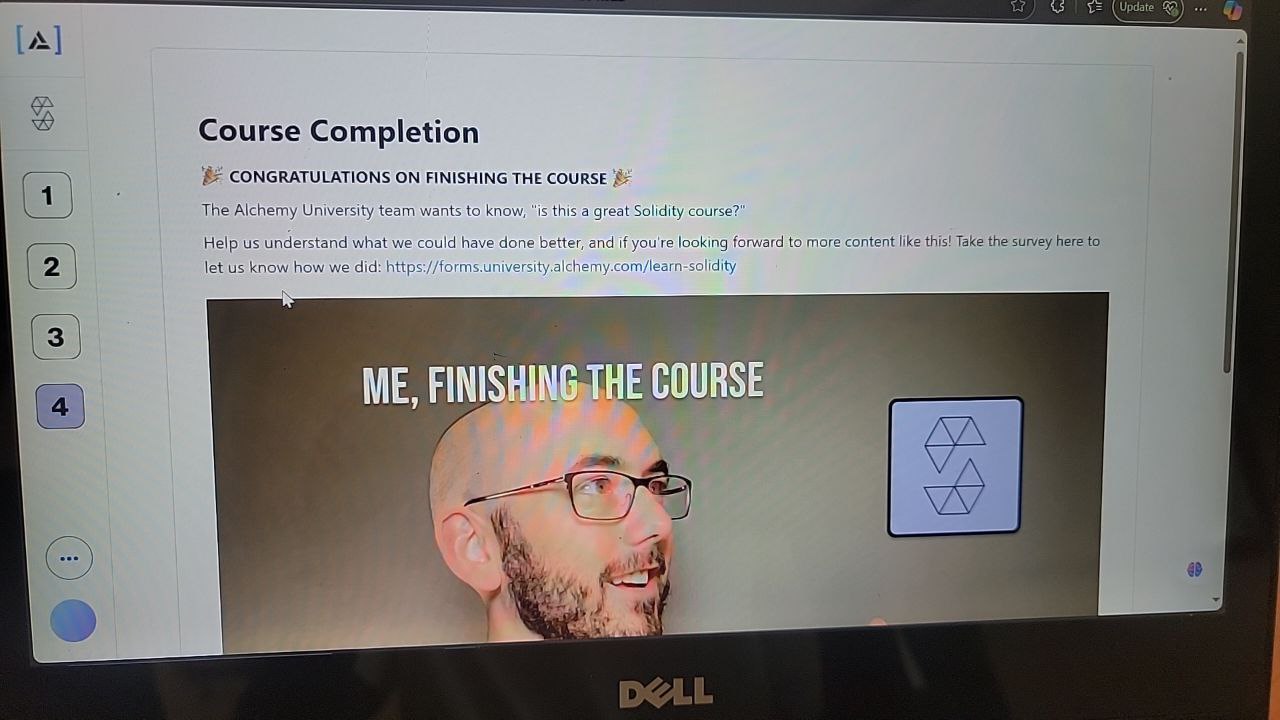 Update
[A]
Course Completion
🎉 CONGRATULATIONS ON FINISHING THE COURSE 🎉
The Alchemy University team wants to know, "is this a great Solidity course?"
Help us understand what we could have done better, and if you're looking forward to more content like this! Take the survey here to
let us know how we did: https://forms.university.alchemy.com/learn-solidity
1
2
3
4
ME, FINISHING THE COURSE
DELL